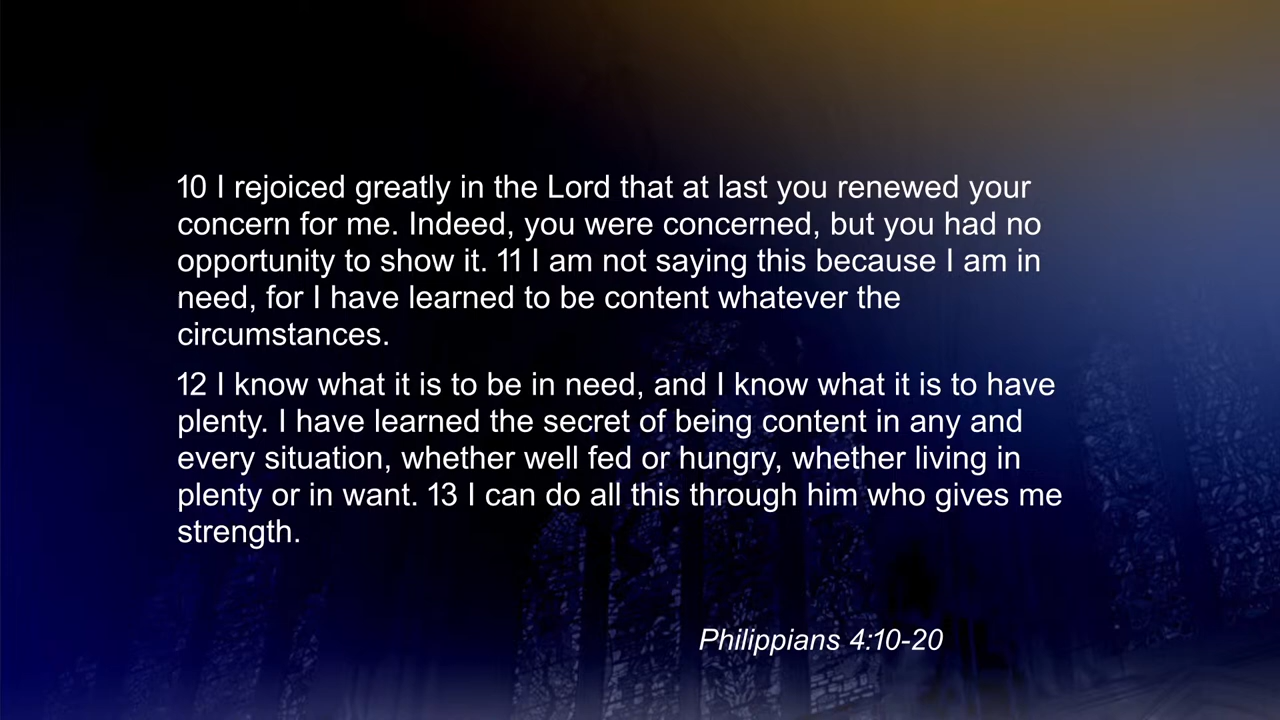 10 I rejoiced greatly in the Lord that at last you renewed your
concern for me. Indeed, you were concerned, but you had no
opportunity to show it. 11 I am not saying this because I am in
need, for I have learned to be content whatever the
circumstances.
12 I know what it is to be in need, and I know what it is to have
plenty. I have learned the secret of being content in any and
every situation, whether well fed or hungry, whether living in
plenty or in want. 13 I can do all this through him who gives me
strength.
Philippians 4:10-20